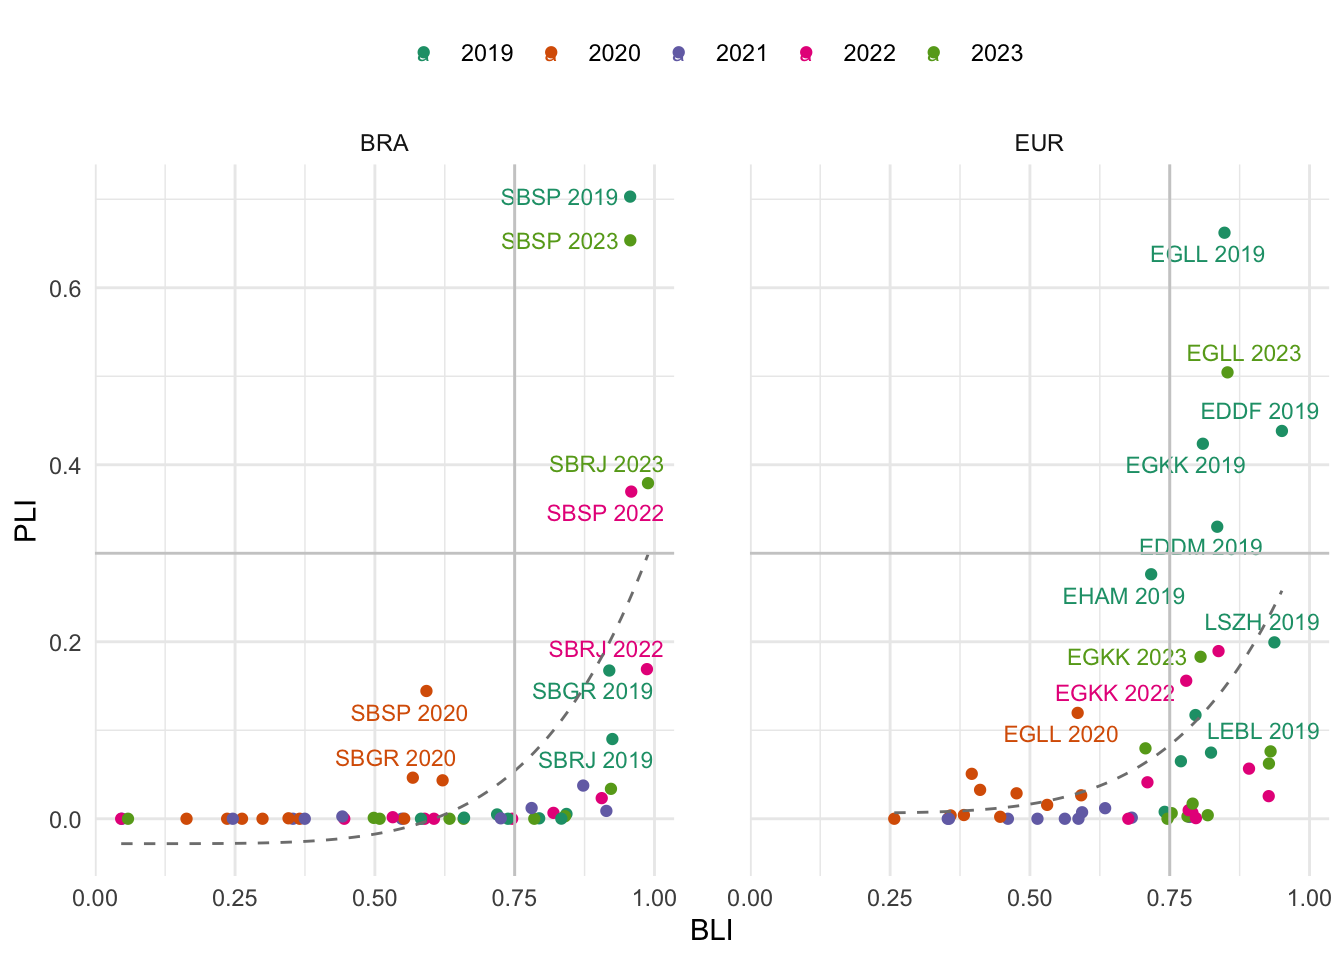 2019 2020 2021 2022 2023
BRA EUR
SBSP 2019
SBSP 2023
EGLL 2019
EGLL 2023
EDDF 2019
EGKK 2019
SBRJ 2023
SBSP 2022
EDDM 2019
EHAM 2019
LSZH 2019
SBRJ 2022
EGKK 2023
SBGR 2019
EGKK 2022
SBSP 2020
EGLL 2020
LEBL 2019
SBGR 2020
SBRJ 2019
0.6
0.4
0.2
0.0
PLI
0.00 0.25 0.50 0.75 1.00 0.00 0.25 0.50 0.75 1.00
BLI